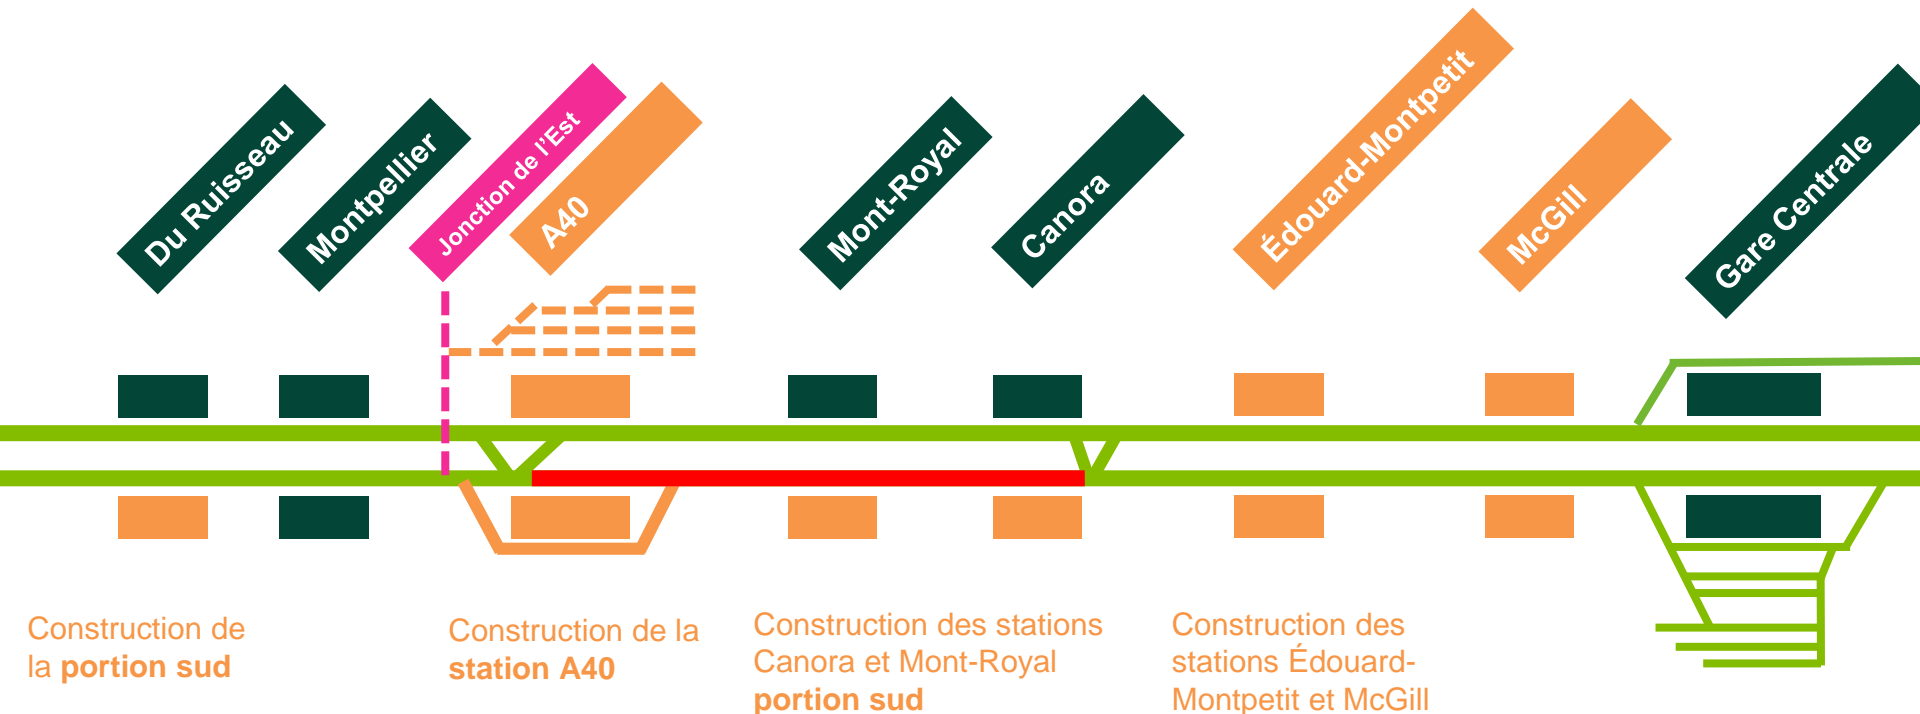 Du Ruisseau
Montpellier
Jonction de l'Est
A40
Mont-Royal
Canora
Édouard-Montpetit
McGill
Gare Centrale
Construction de
la portion sud
Construction de la
station A40
Construction des stations
Canora et Mont-Royal
portion sud
Construction des
stations Édouard-
Montpetit et McGill